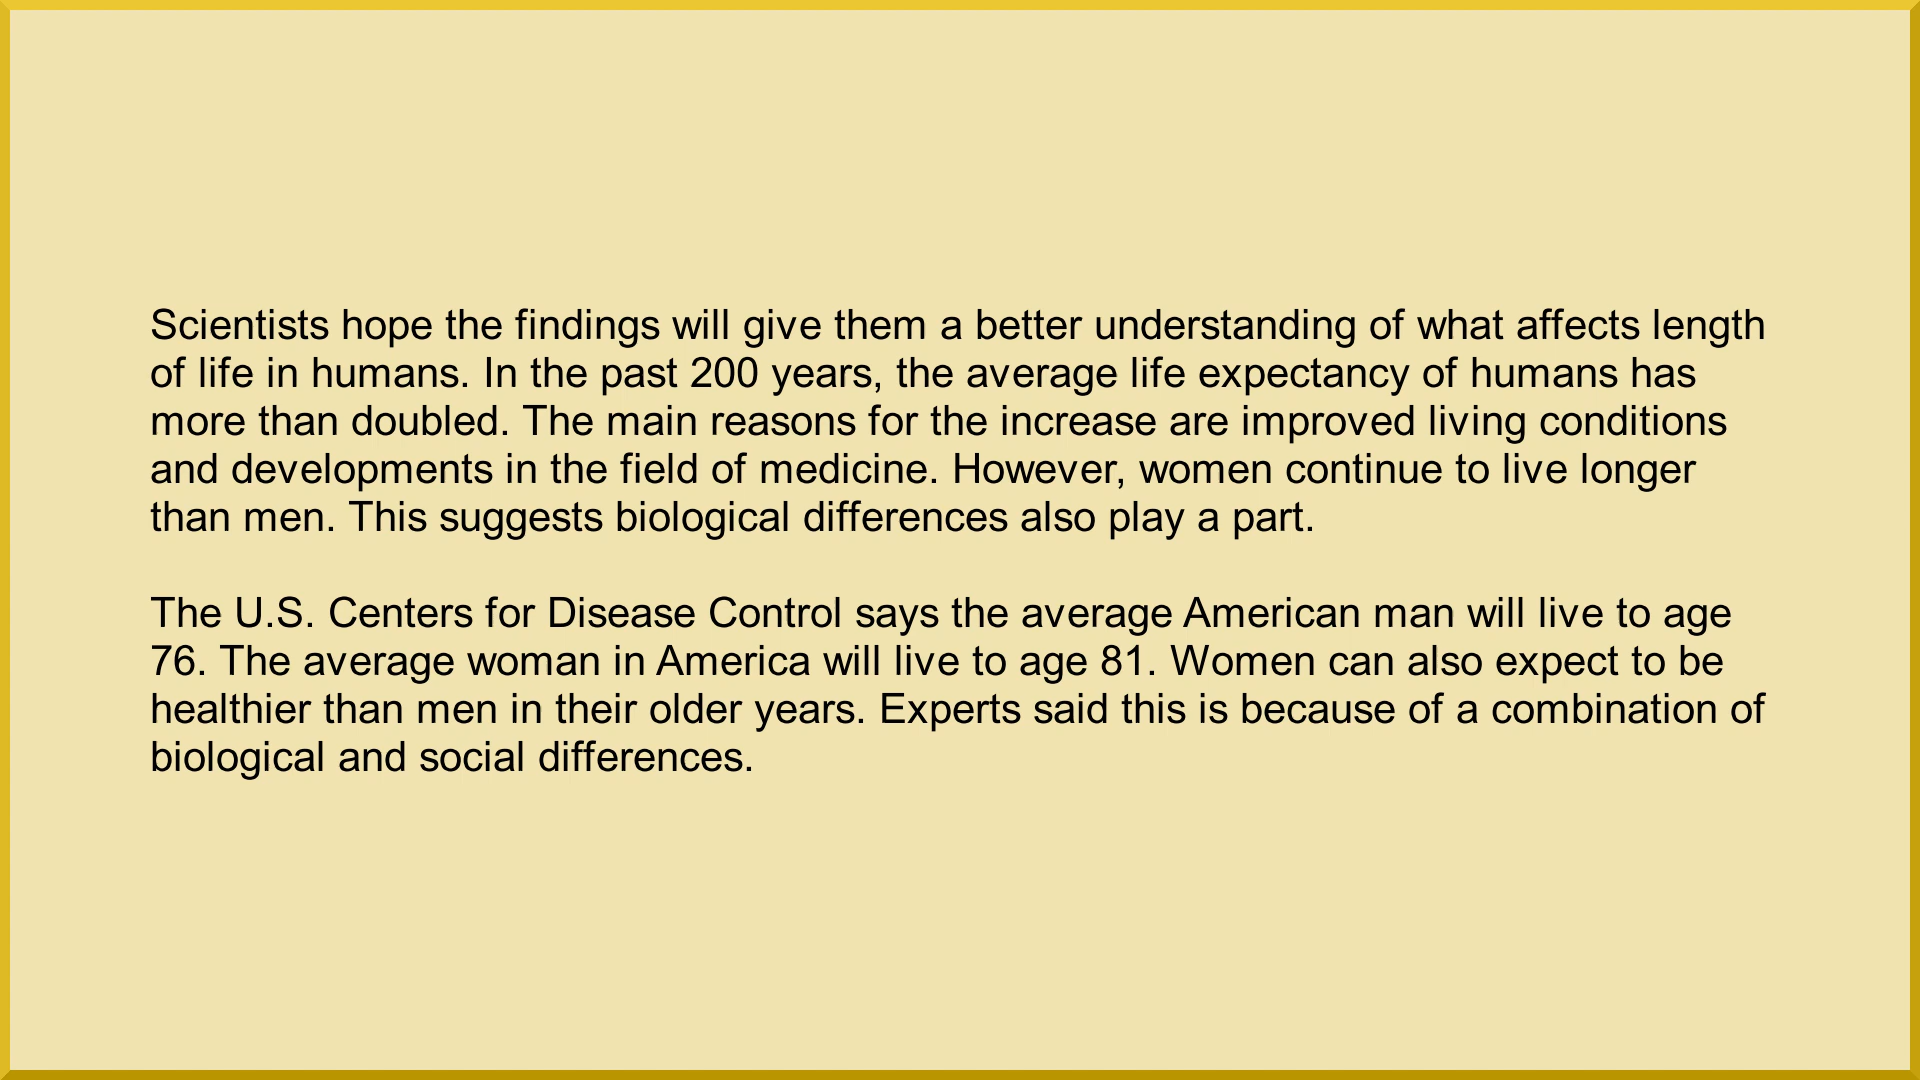 Scientists hope the findings will give them a better understanding of what affects length
of life in humans. In the past 200 years, the average life expectancy of humans has
more than doubled. The main reasons for the increase are improved living conditions
and developments in the field of medicine. However, women continue to live longer
than men. This suggests biological differences also play a part.
The U.S. Centers for Disease Control says the average American man will live to age
76. The average woman in America will live to age 81. Women can also expect to be
healthier than men in their older years. Experts said this is because of a combination of
biological and social differences.